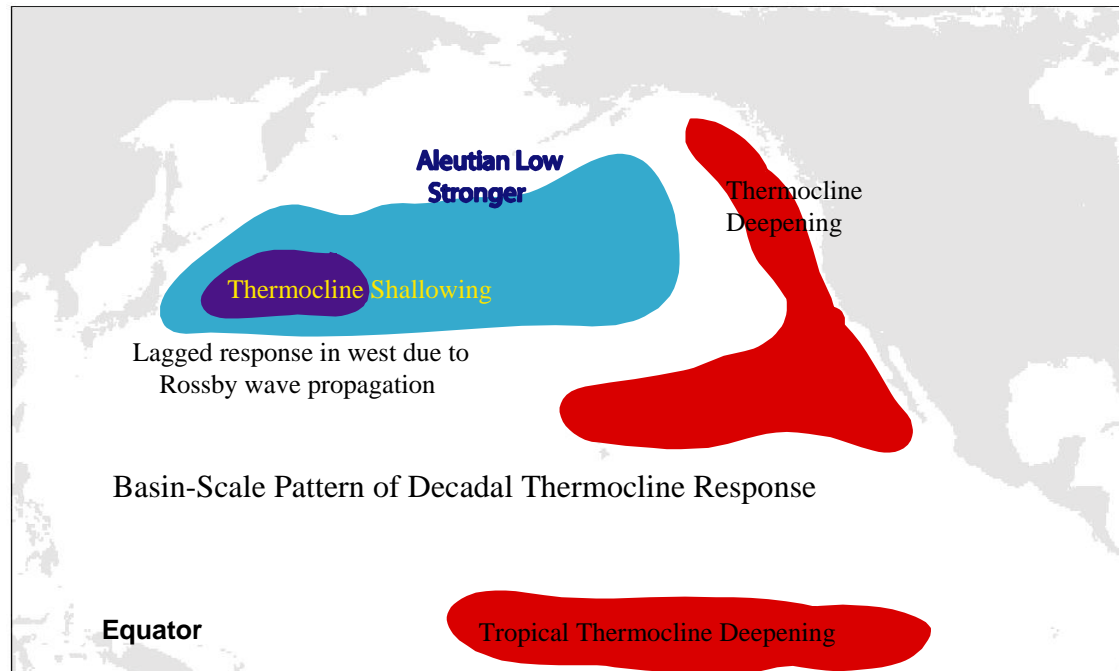 Aleutian Low
Stronger
Thermocline
Deepening
Thermocline Shallowing
Lagged response in west due to
Rossby wave propagation
Basin-Scale Pattern of Decadal Thermocline Response
Equator
Tropical Thermocline Deepening